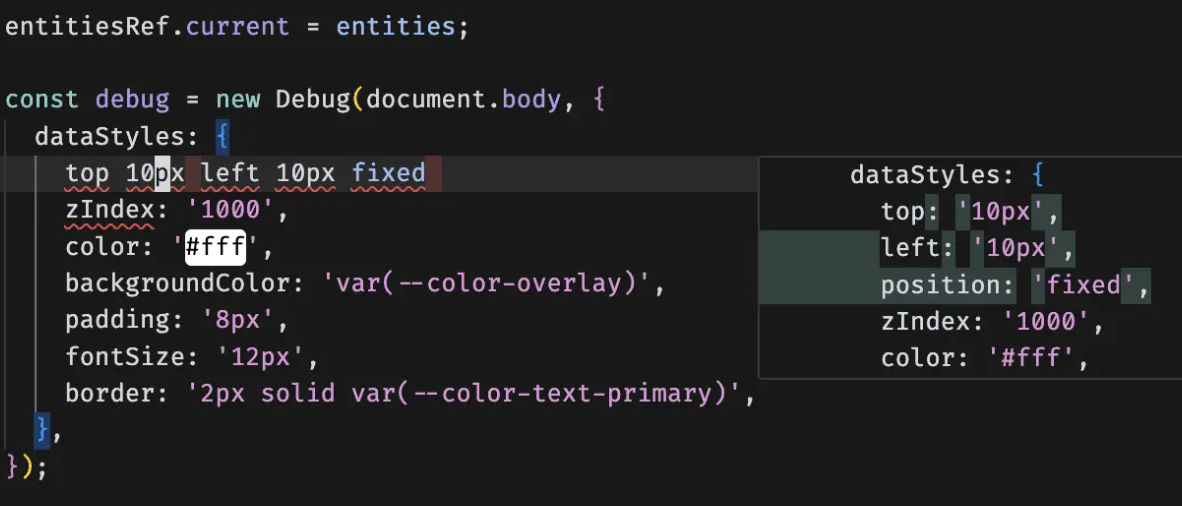 entitiesRef.current = entities;
const debug = new Debug(document.body, {
dataStyles: {
top 10px left 10px fixed
zIndex: '1000',
color: '#fff',
backgroundColor: 'var(--color-overlay)',
padding: '8px',
fontSize: '12px',
border: '2px solid var(--color-text-primary)',
},
});
dataStyles: {
top: '10px',
left: '10px',
position: 'fixed',
zIndex: '1000',
color: '#fff',